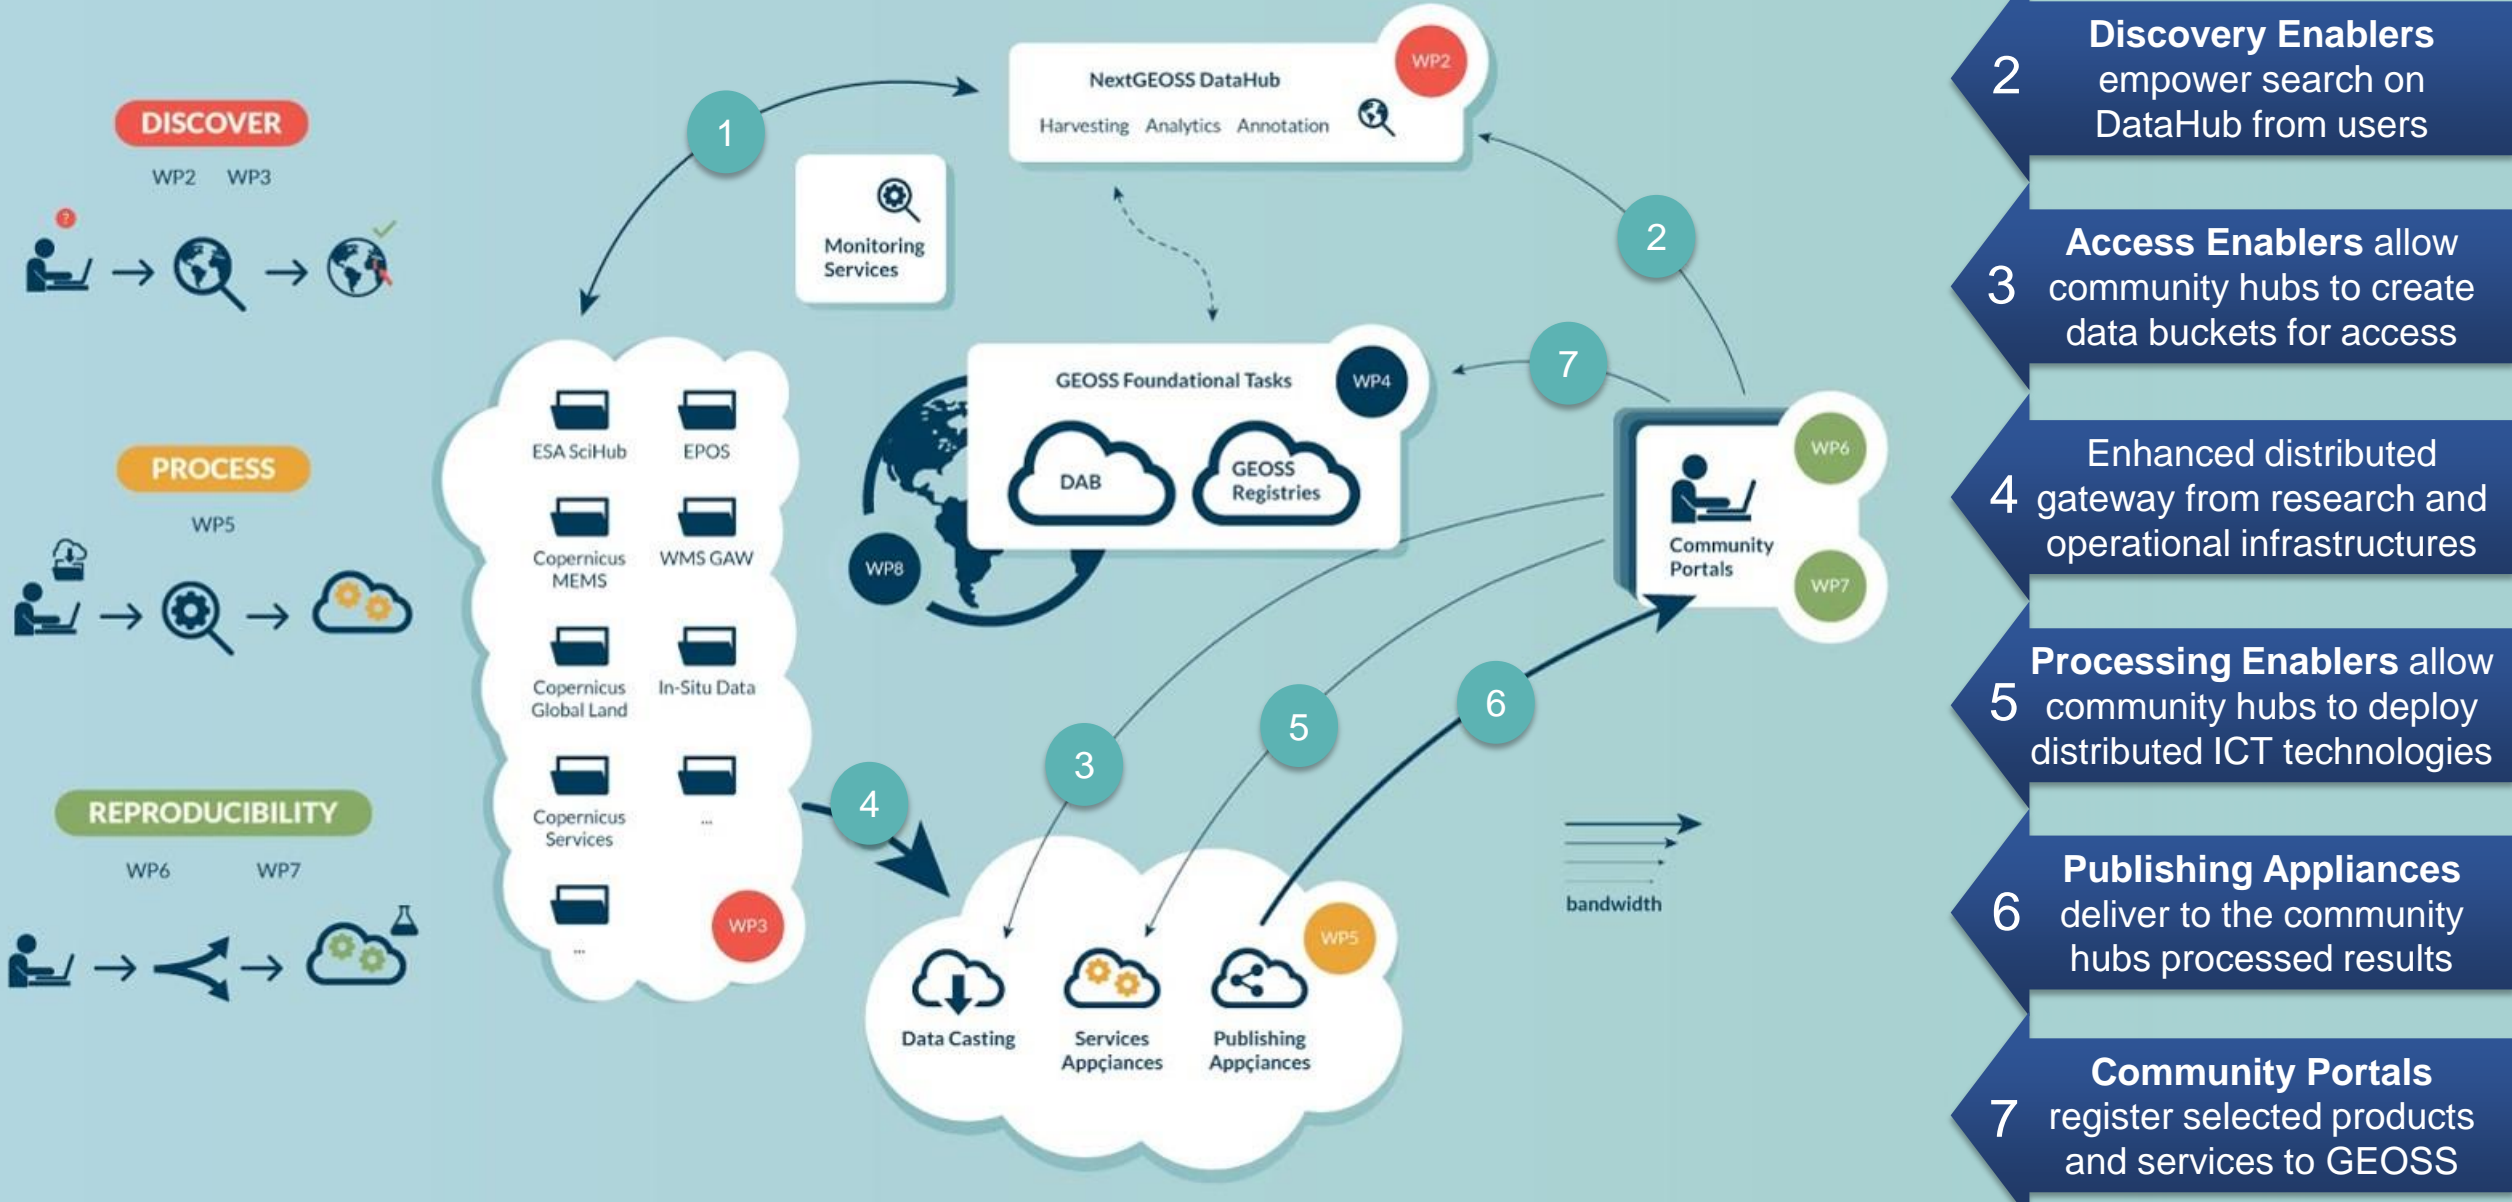 DISCOVER
WP2 WP3
?
PROCESS
WP5
REPRODUCIBILITY
WP6 WP7
1
NextGEOSS DataHub
Harvesting Analytics Annotation
WP2
Monitoring
Services
2
7
GEOSS Foundational Tasks
WP4
DAB
GEOSS
Registries
WP8
ESA SciHub
EPOS
Copernicus
MEMS
WMS GAW
Copernicus
Global Land
In-Situ Data
Copernicus
Services
...
...
WP3
WP6
Community
Portals
WP7
3
4
5
6
bandwidth
WP5
Data Casting
Services
Appçiances
Publishing
Appçiances
2
Discovery Enablers
empower search on
DataHub from users
3
Access Enablers allow
community hubs to create
data buckets for access
4
Enhanced distributed
gateway from research and
operational infrastructures
5
Processing Enablers allow
community hubs to deploy
distributed ICT technologies
6
Publishing Appliances
deliver to the community
hubs processed results
7
Community Portals
register selected products
and services to GEOSS